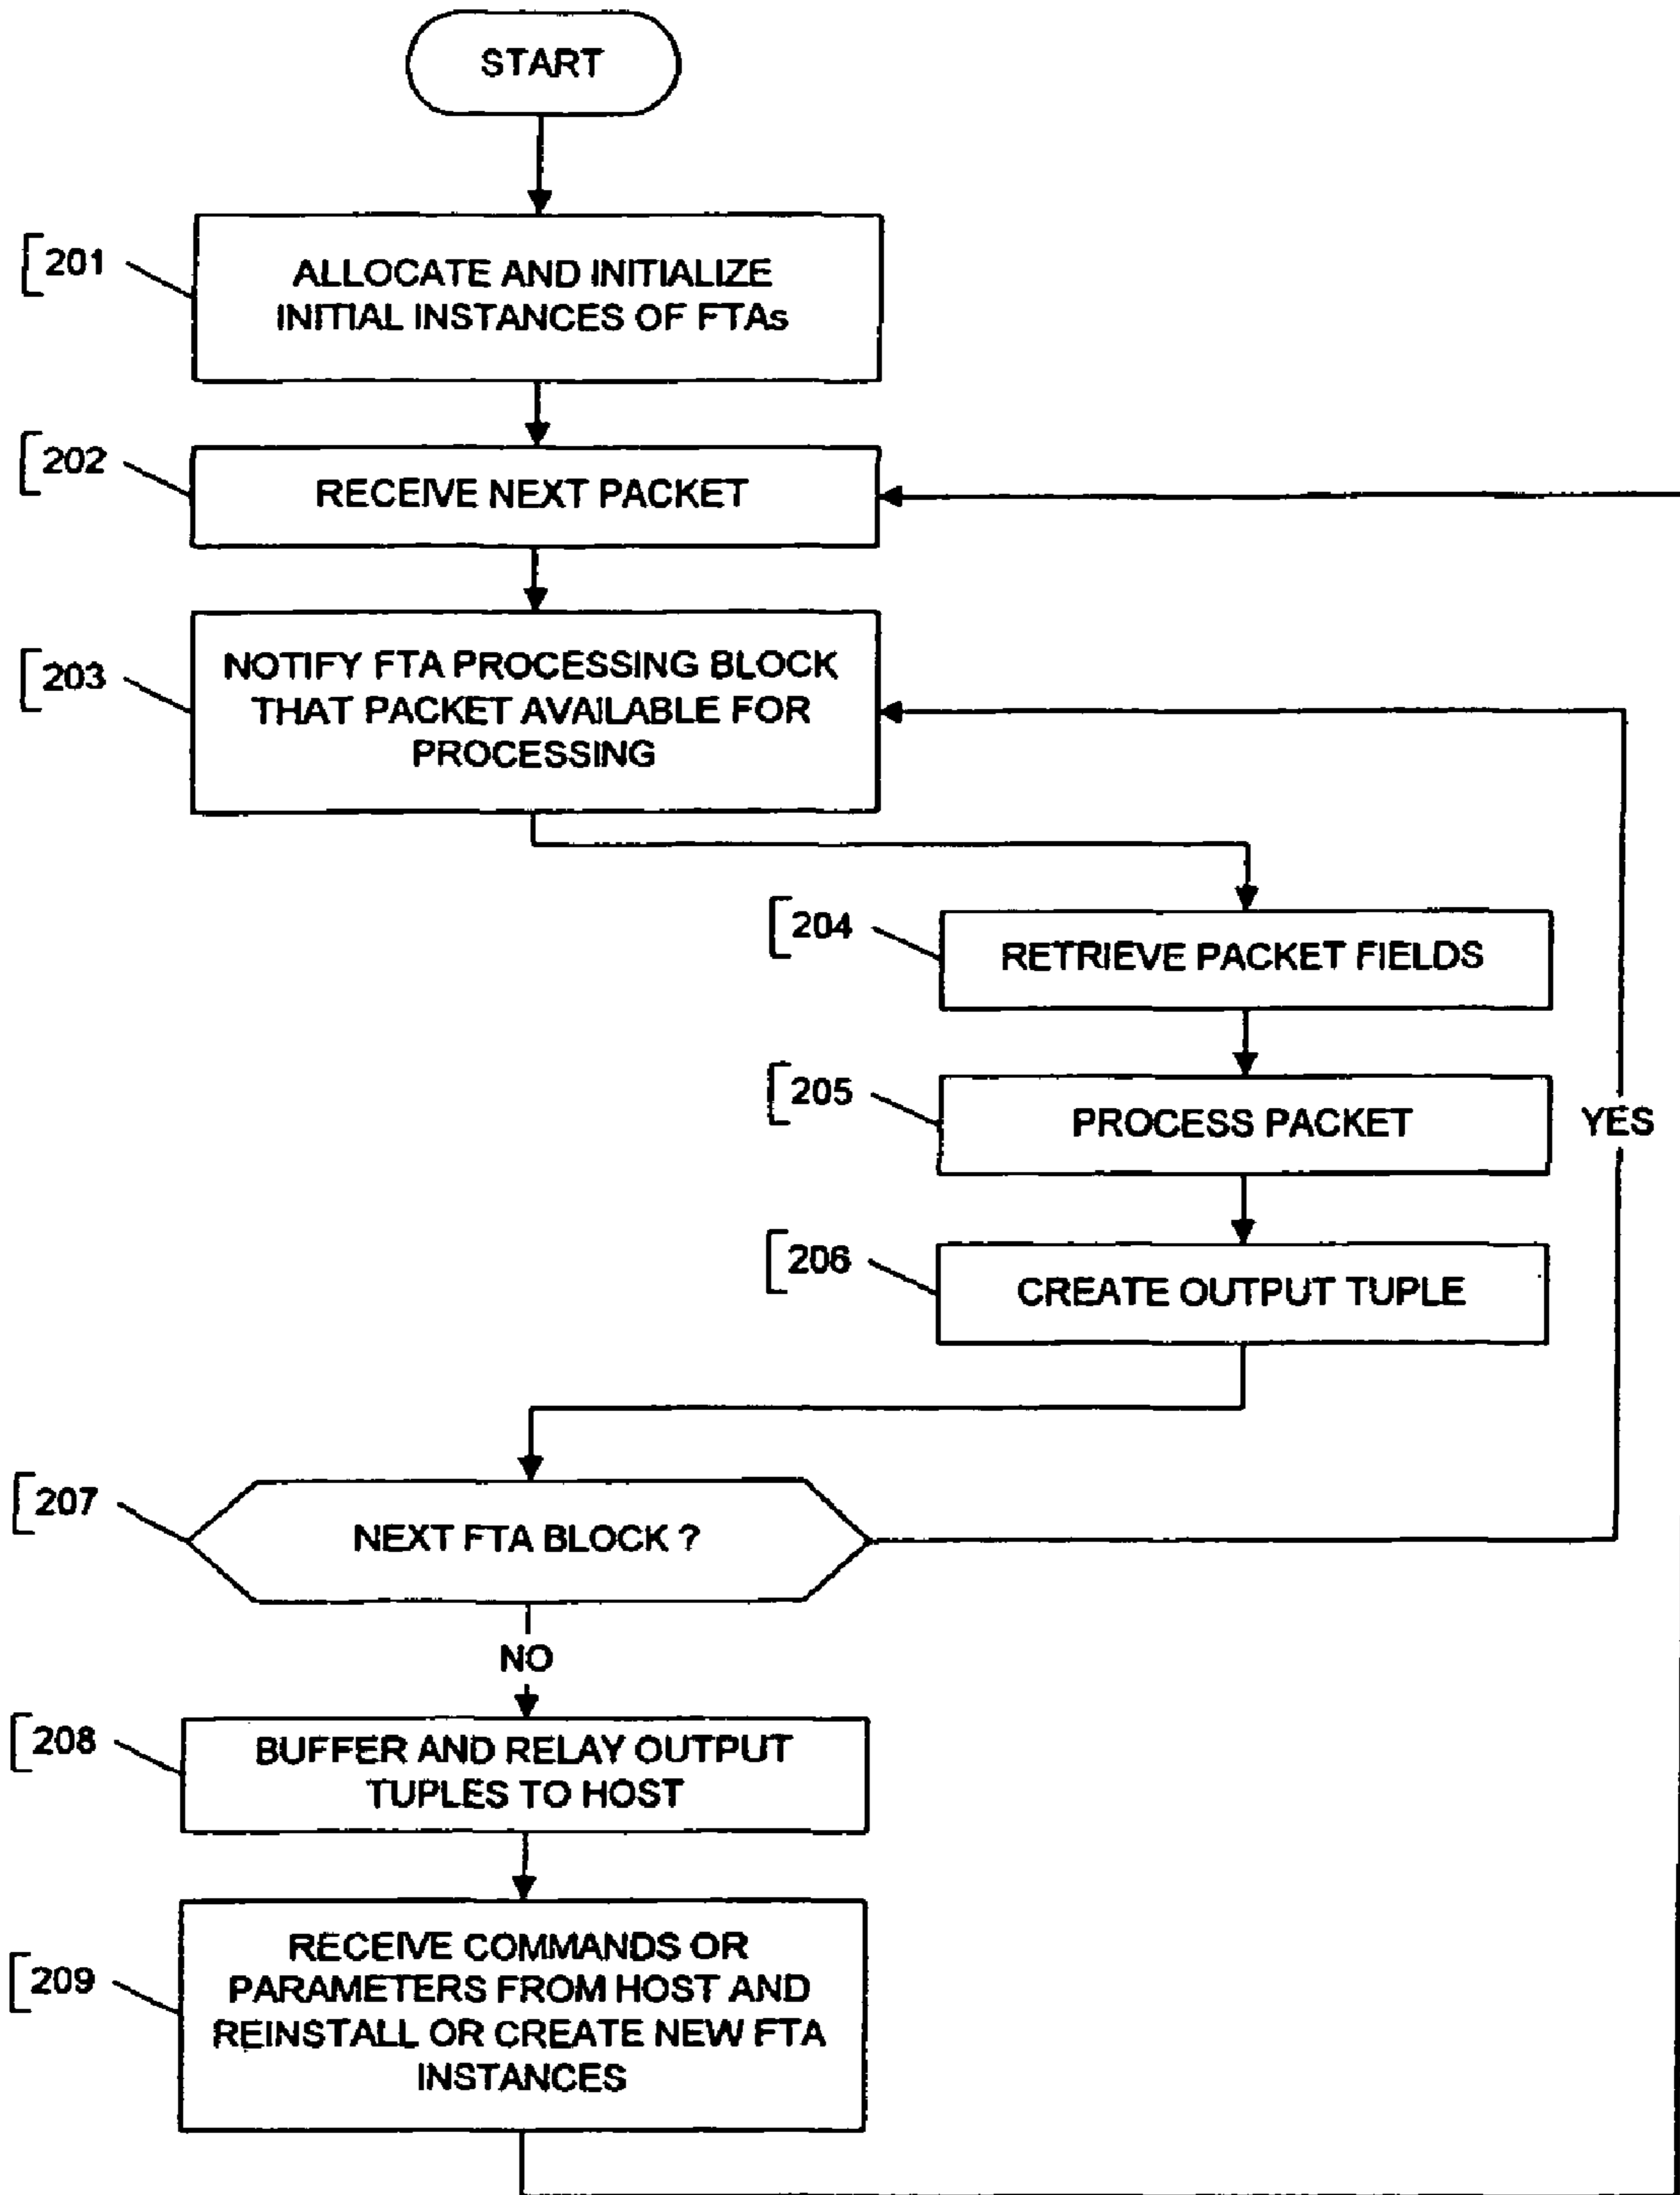 START
201
ALLOCATE AND INITIALIZE
INITIAL INSTANCES OF FTAs
202
RECEIVE NEXT PACKET
203
NOTIFY FTA PROCESSING BLOCK
THAT PACKET AVAILABLE FOR
PROCESSING
204
RETRIEVE PACKET FIELDS
205
PROCESS PACKET
YES
206
CREATE OUTPUT TUPLE
207
NEXT FTA BLOCK ?
NO
208
BUFFER AND RELAY OUTPUT
TUPLES TO HOST
209
RECEIVE COMMANDS OR
PARAMETERS FROM HOST AND
REINSTALL OR CREATE NEW FTA
INSTANCES